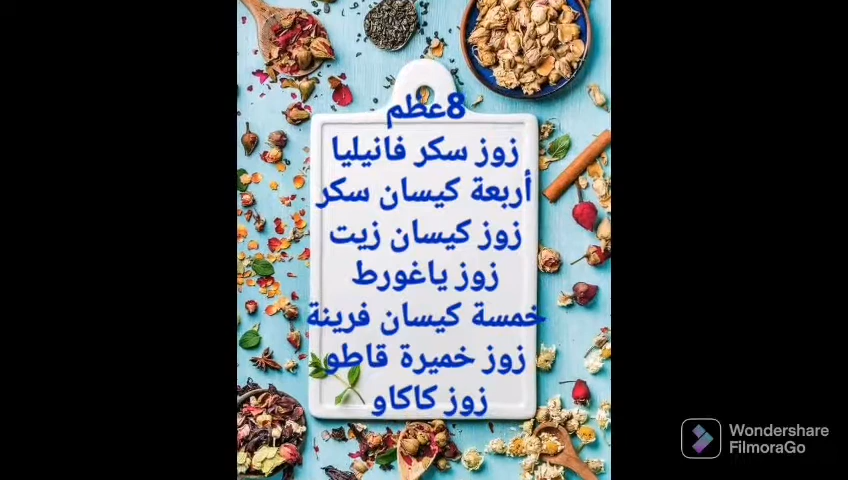 8عظم
زوز سكر فانيليا
أربعة كيسان سكر
زوز كيسان زيت
زوز ياغورط
خمسة كيسان فرينة
زوز خميرة قاطو
زوز كاكاو
Wondershare
FilmoraGo